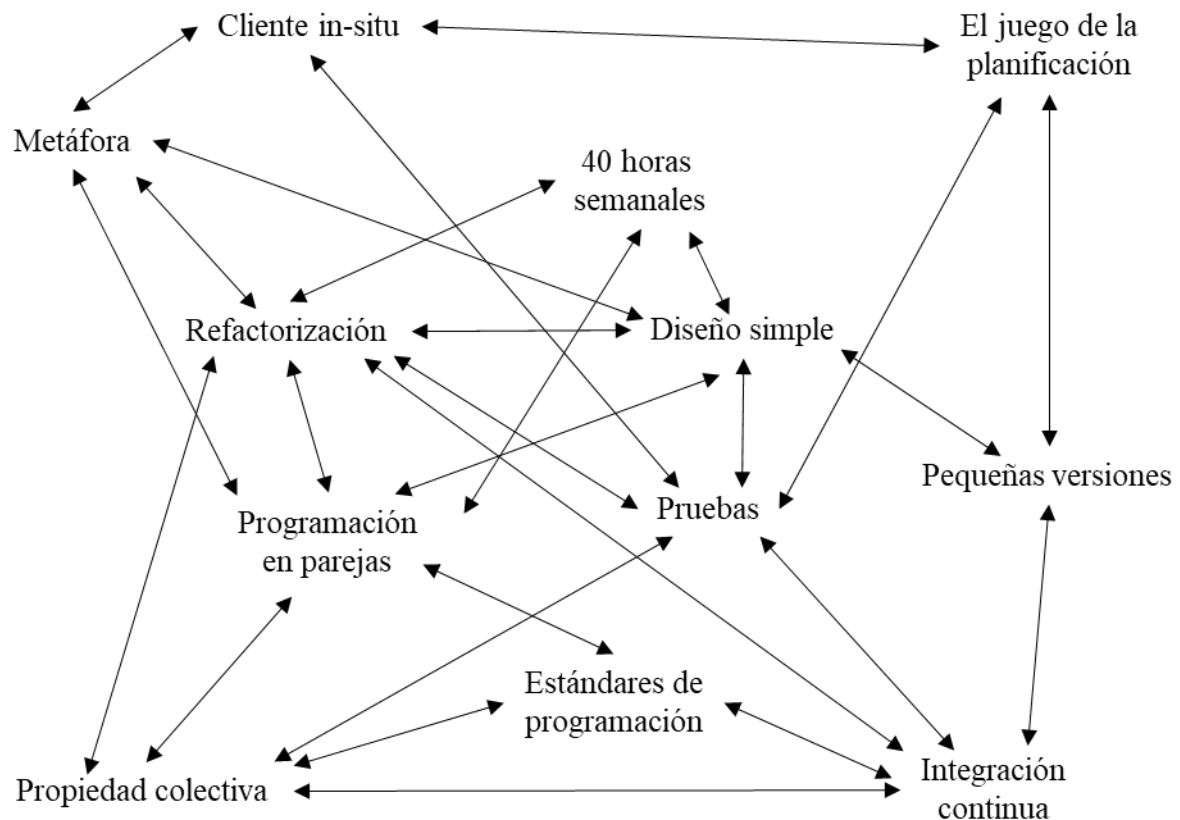 Cliente in-situ
El juego de la
planificación
Metáfora
40 horas
semanales
Refactorización
Diseño simple
Pequeñas versiones
Programación
en parejas
Pruebas
Estándares de
programación
Propiedad colectiva
Integración
continua